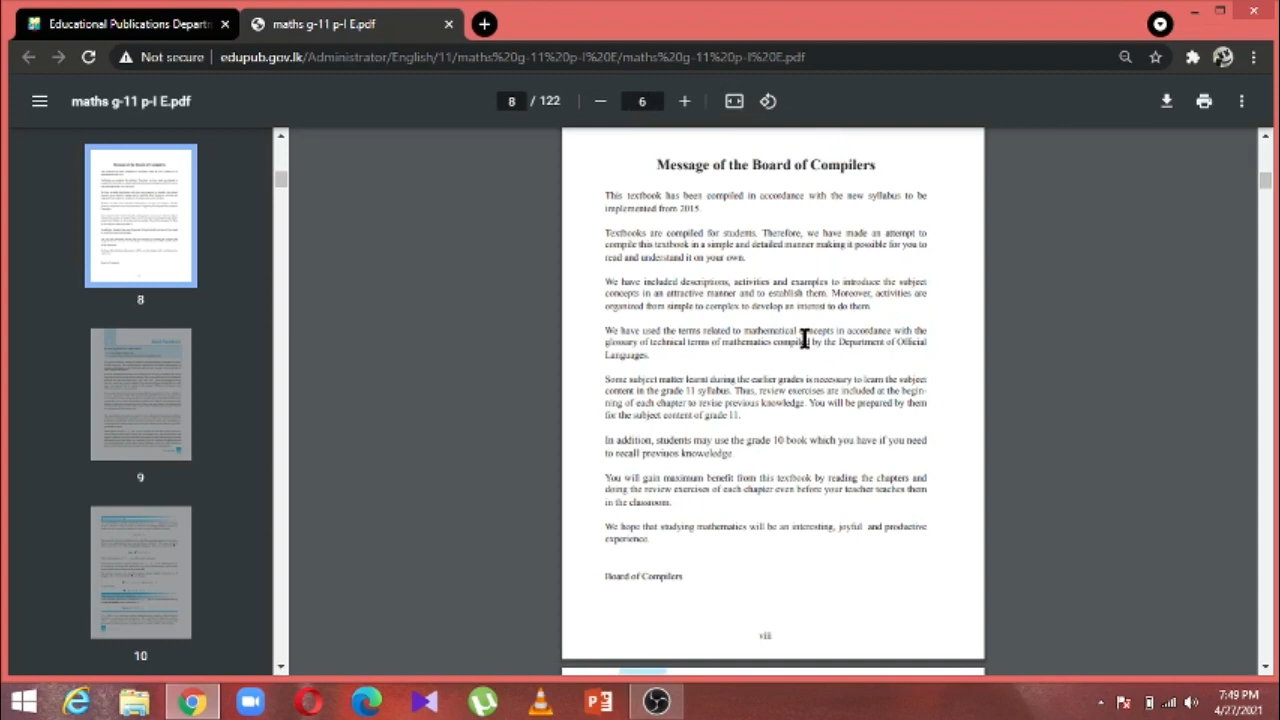 Educational Publications Departn
maths g-11 p-I E.pdf
Not secure
edupub.gov.lk/Administrator/English/11/maths%20g-11%20p-I%20E/maths%20g-11%20p-I%20E.pdf
maths g-11 p-I E.pdf
8 / 122
6
Message of the Board of Compilers
This textbook has been compiled in accordance with the new syllabus to be
implemented from 2015.
Textbooks are compiled for students. Therefore, we have made an attempt to
compile this textbook in a simple and detailed manner making it possible for you to
read and understand it on your own.
We have included descriptions, activities and examples to introduce the subject
concepts in an attractive manner and to establish them. Moreover, activities are
organized from simple to complex to develop an interest to do them.
We have used the terms related to mathematical concepts in accordance with the
glossary of technical terms of mathematics compiled by the Department of Official
Languages.
Some subject matter learnt during the earlier grades is necessary to learn the subject
content in the grade 11 syllabus. Thus, review exercises are included at the begin-
ning of each chapter to revise previous knowledge. You will be prepared by them
for the subject content of grade 11.
In addition, students may use the grade 10 book which you have if you need
to recall previuos knoweledge.
You will gain maximum benefit from this textbook by reading the chapters and
doing the review exercises of each chapter even before your teacher teaches them
in the classroom.
We hope that studying mathematics will be an interesting, joyful and productive
experience.
Board of Compilers
viii
8
9
10
7:49 PM
4/27/2021